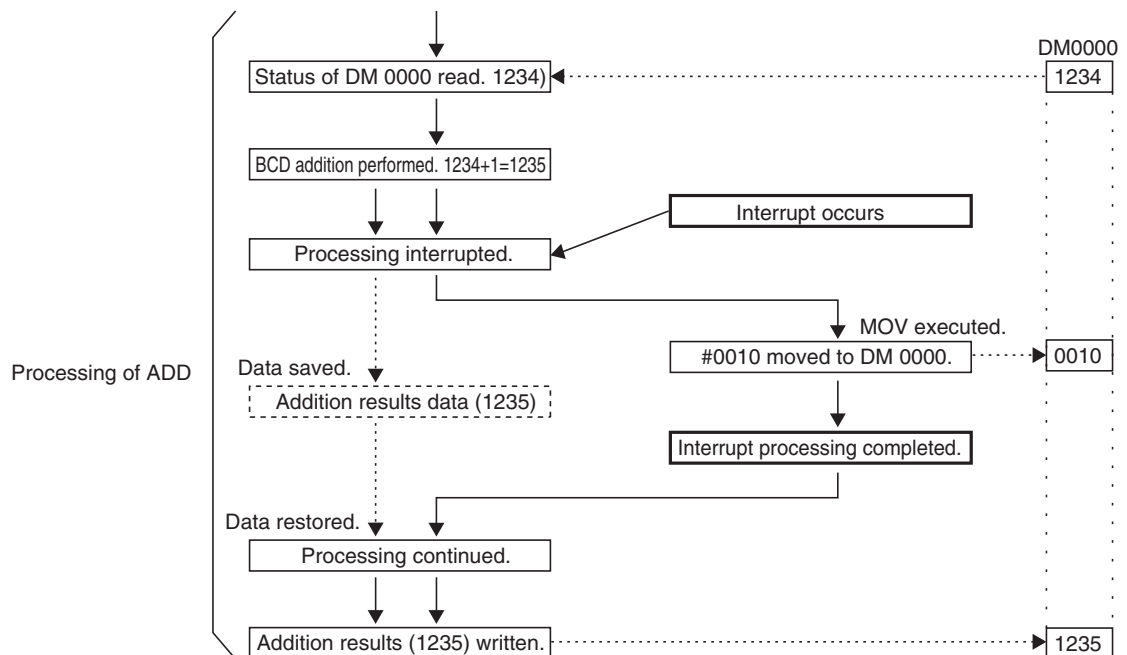 DM0000
Status of DM 0000 read. 1234)
1234
BCD addition performed. 1234+1=1235
Interrupt occurs
Processing interrupted.
MOV executed.
#0010 moved to DM 0000.
0010
Processing of ADD
Data saved.
Addition results data (1235)
Interrupt processing completed.
Data restored.
Processing continued.
Addition results (1235) written.
1235